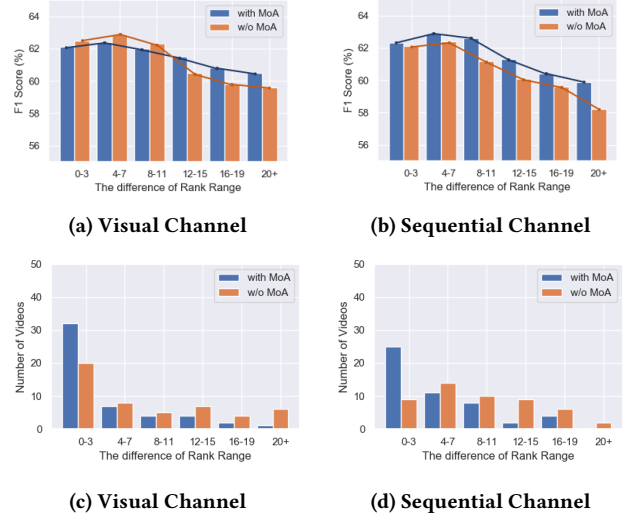 F1 Score (%)
64
62
60
58
56
with MoA
w/o MoA
0-3 4-7 8-11 12-15 16-19 20+
The difference of Rank Range
(a) Visual Channel
F1 Score (%)
64
62
60
58
56
with MoA
w/o MoA
0-3 4-7 8-11 12-15 16-19 20+
The difference of Rank Range
(b) Sequential Channel
Number of Videos
50
40
30
20
10
0
with MoA
w/o MoA
0-3 4-7 8-11 12-15 16-19 20+
The difference of Rank Range
(c) Visual Channel
Number of Videos
50
40
30
20
10
0
with MoA
w/o MoA
0-3 4-7 8-11 12-15 16-19 20+
The difference of Rank Range
(d) Sequential Channel